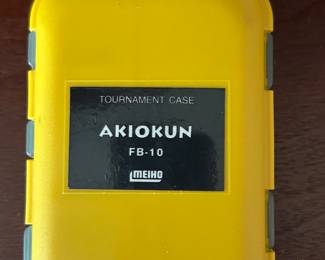 TOURNAMENT CASE
AKIOKUN
FB-10
MEIHO